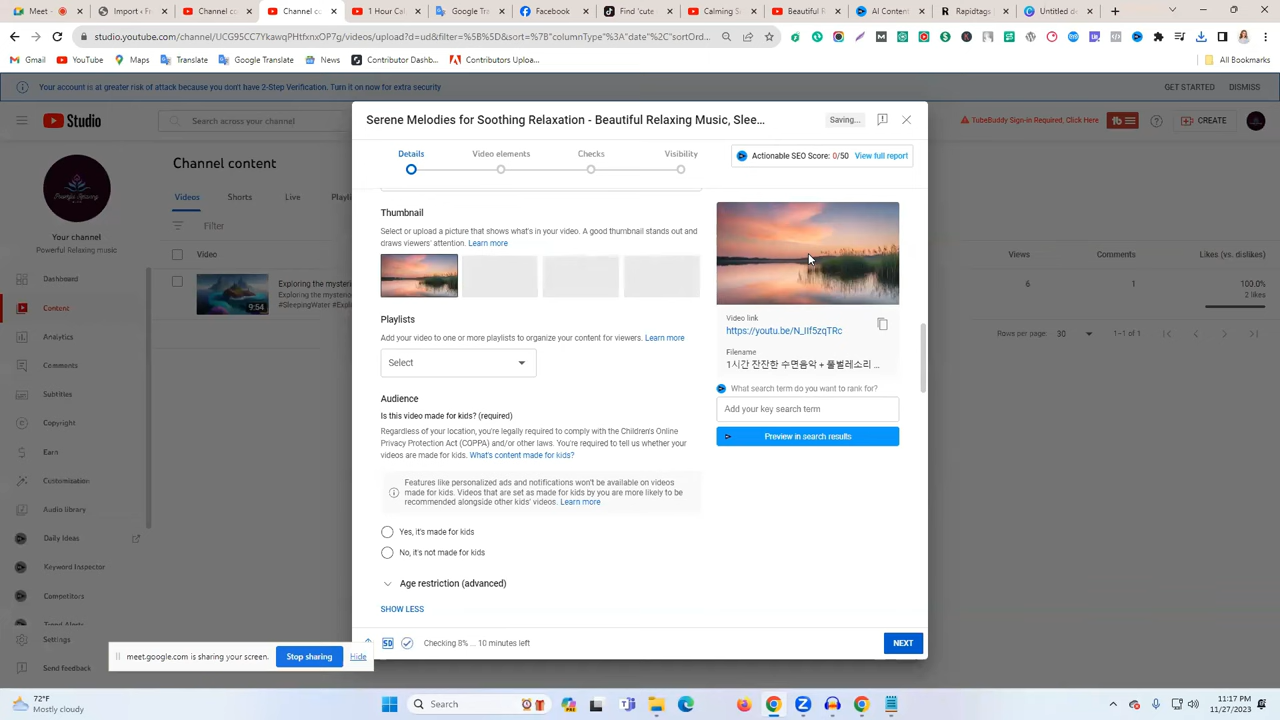 Serene
Channel co
Channel co
(9) Fo
Facebook
Find "cute
Calming S
AI Content
Rapidtags
studio.youtube.com/channel/UCG95CC7YkawqPHtfxnxOP7g/videos/upload?d=ud&filter=%5B%5D&sort=%7B"columnType"%3A"date"%2C"sortOrd...
Gmail
YouTube
Maps
Translate
Google Translate
News
Contributor Dashb...
Contributors Uploa...
All Bookmarks
Your account is at greater risk of attack because you don't have 2-Step Verification. Turn it on now for extra security
GET STARTED
DISMISS
Studio
Search across your channel
TubeBuddy Sign-in Required, Click Here
CREATE
Serene Melodies for Soothing Relaxation - Beautiful Relaxing Music, Slee...
Saving...
Details
Video elements
Checks
Visibility
Actionable SEO Score: 0/50
View full report
Your channel
Powerful Relaxing music
Dashboard
Content
Analytics
Comments
Subtitles
Copyright
Earn
Customization
Audio library
Daily Ideas
Keyword Inspector
Competitors
Trend Alerts
Settings
Send feedback
Channel content
Videos
Shorts
Live
Playli
Filter
Video
9:54
Exploring the mysterie
Exploring the mysterie
#SleepingWater #Explo
Views
Comments
Likes (vs. dislikes)
6
1
100.0%
2 likes
Rows per page:
30
1–1 of 1
Thumbnail
Select or upload a picture that shows what's in your video. A good thumbnail stands out and
draws viewers' attention. Learn more
Playlists
Add your video to one or more playlists to organize your content for viewers. Learn more
Select
Audience
Is this video made for kids? (required)
Regardless of your location, you're legally required to comply with the Children's Online
Privacy Protection Act (COPPA) and/or other laws. You're required to tell us whether your
videos are made for kids. What's content made for kids?
Features like personalized ads and notifications won't be available on videos
made for kids. Videos that are set as made for kids by you are more likely to be
recommended alongside other kids' videos. Learn more
Yes, it's made for kids
No, it's not made for kids
Age restriction (advanced)
SHOW LESS
Video link
https://youtu.be/N_IIf5zqTRc
Filename
1시간 잔잔한 수면음악 + 풀벌레소리 ...
What search term do you want to rank for?
Add your key search term
Preview in search results
SD
Checking 8% ... 10 minutes left
NEXT
meet.google.com is sharing your screen.
Stop sharing
Hide
72°F
Mostly cloudy
Search
11:17 PM
11/27/2023